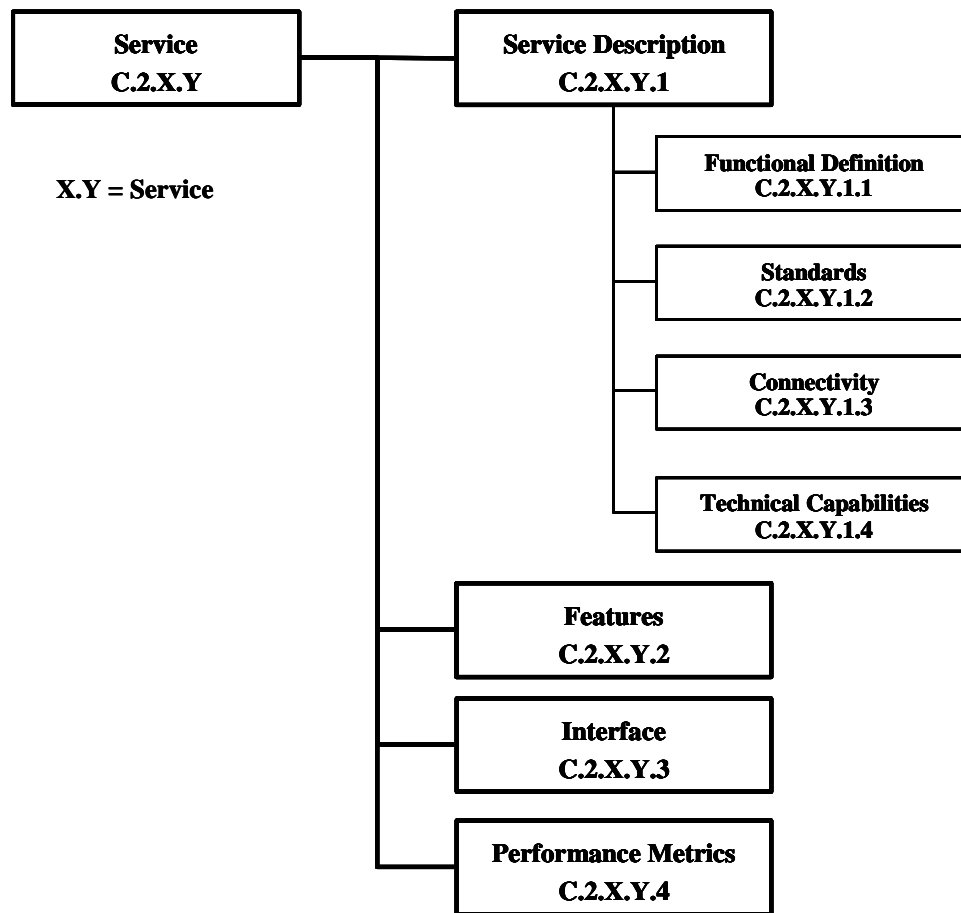 Service
C.2.X.Y
Service Description
C.2.X.Y.1
X.Y = Service
Functional Definition
C.2.X.Y.1.1
Standards
C.2.X.Y.1.2
Connectivity
C.2.X.Y.1.3
Technical Capabilities
C.2.X.Y.1.4
Features
C.2.X.Y.2
Interface
C.2.X.Y.3
Performance Metrics
C.2.X.Y.4